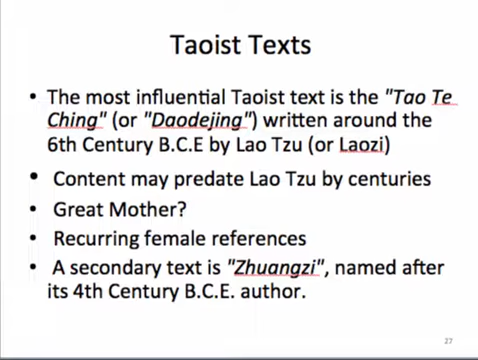 Taoist Texts
• The most influential Taoist text is the "Tao Te
Ching" (or "Daodejing") written around the
6th Century B.C.E by Lao Tzu (or Laozi)
• Content may predate Lao Tzu by centuries
• Great Mother?
• Recurring female references
• A secondary text is "Zhuangzi", named after
its 4th Century B.C.E. author.
27